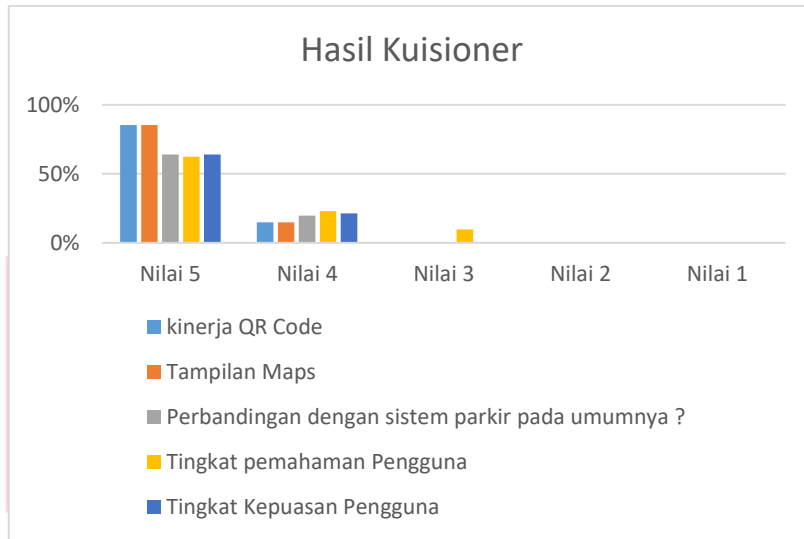 Hasil Kuisioner
100%
50%
0%
Nilai 5 Nilai 4 Nilai 3 Nilai 2 Nilai 1
kinerja QR Code
Tampilan Maps
Perbandingan dengan sistem parkir pada umumnya ?
Tingkat pemahaman Pengguna
Tingkat Kepuasan Pengguna